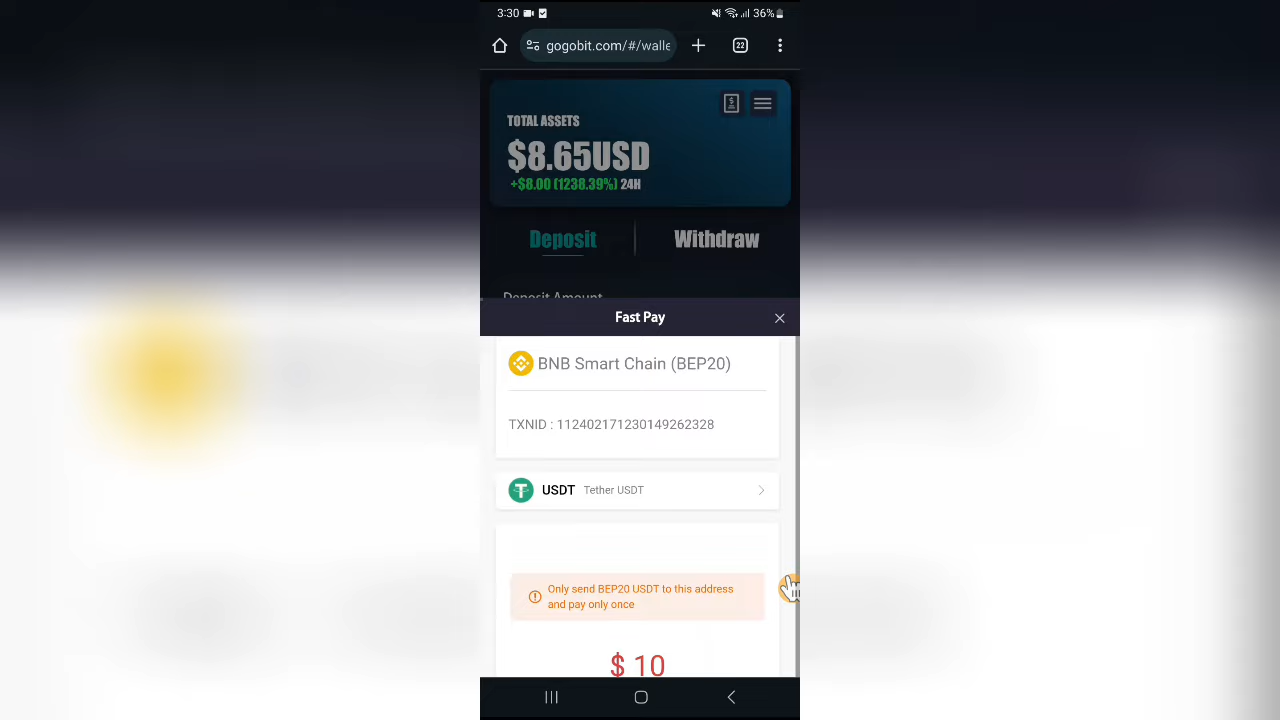 3:30
36%
gogobit.com/#/walle
22
TOTAL ASSETS
$8.65USD
+$8.00 (1238.39%) 24H
Deposit
Withdraw
Deposit Amount
Fast Pay
BNB Smart Chain (BEP20)
TXNID : 112402171230149262328
USDT Tether USDT
Only send BEP20 USDT to this address
and pay only once
$ 10